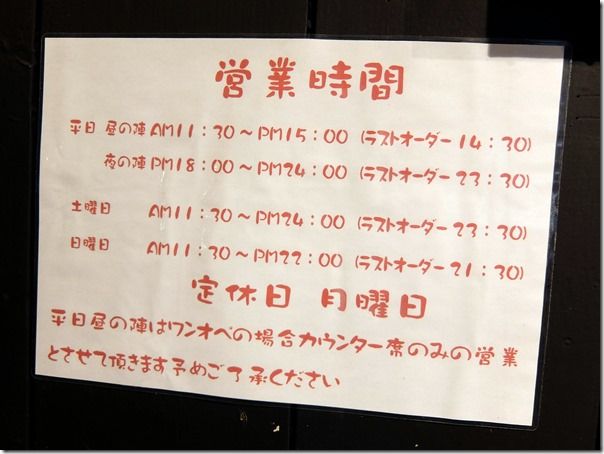 営業時間
平日 昼の陣 AM11：30～PM15：00 (ラストオーダー14：30)
夜の陣 PM18：00～PM24：00 (ラストオーダー23：30)
土曜日 AM11：30～PM24：00 (ラストオーダー23：30)
日曜日 AM11：30～PM22：00 (ラストオーダー21：30)
定休日 月曜日
平日昼の陣はワンオペの場合カウンター席のみの営業
とさせて頂きます予めご了承ください